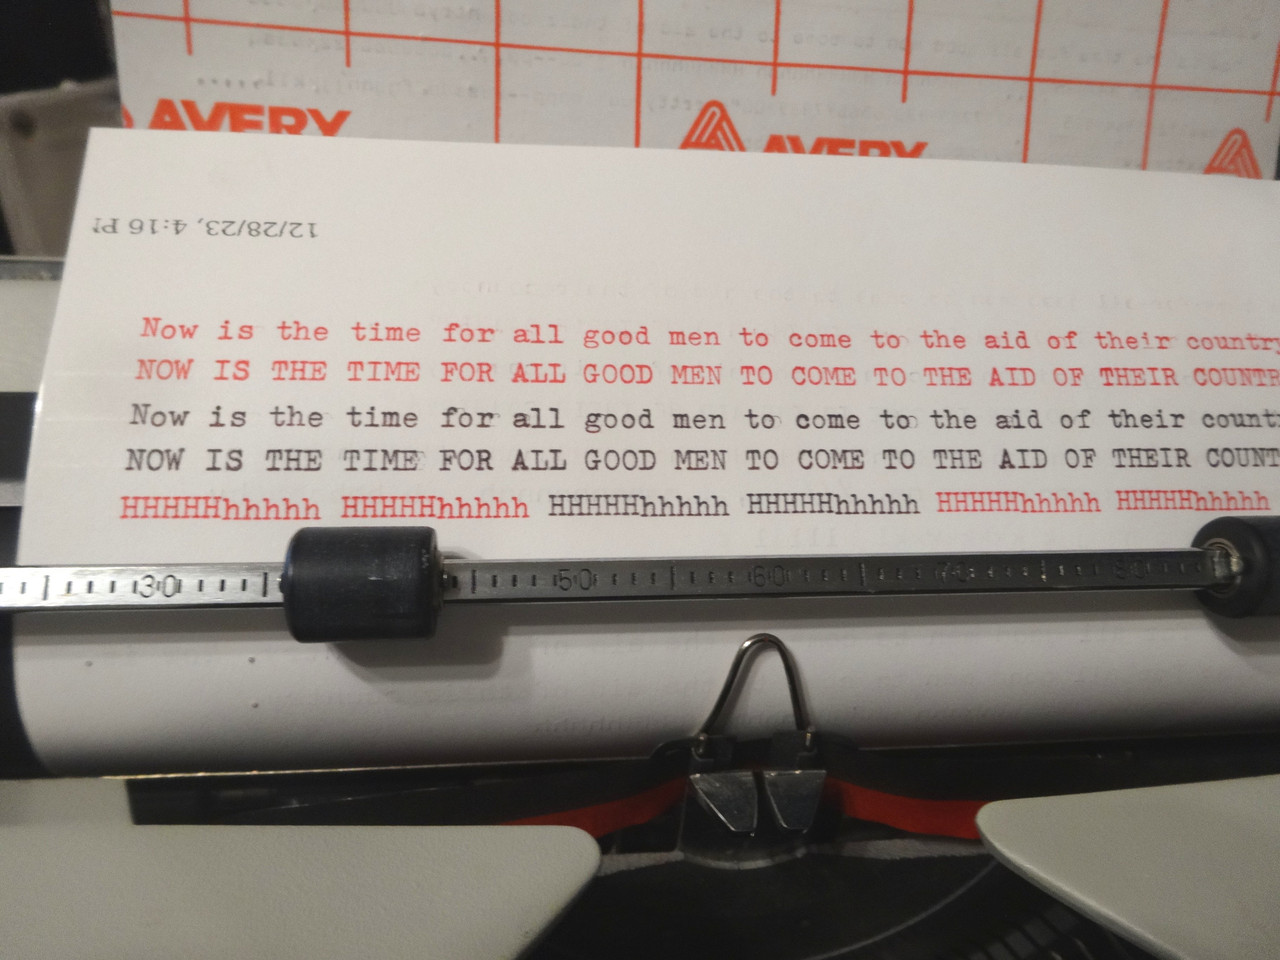 AVERY AVERY
12/28/23, 4:16 P
Now is the time for all good men to come to the aid of their country
NOW IS THE TIME FOR ALL GOOD MEN TO COME TO THE AID OF THEIR COUNTR
Now is the time for all good men to come to the aid of their count
NOW IS THE TIME FOR ALL GOOD MEN TO COME TO THE AID OF THEIR COUNT
HHHHHhhhhh HHHHHhhhhh HHHHHhhhhh HHHHHhhhhh HHHHHhhhhh HHHHHhhhhh
30 50 60 70 80